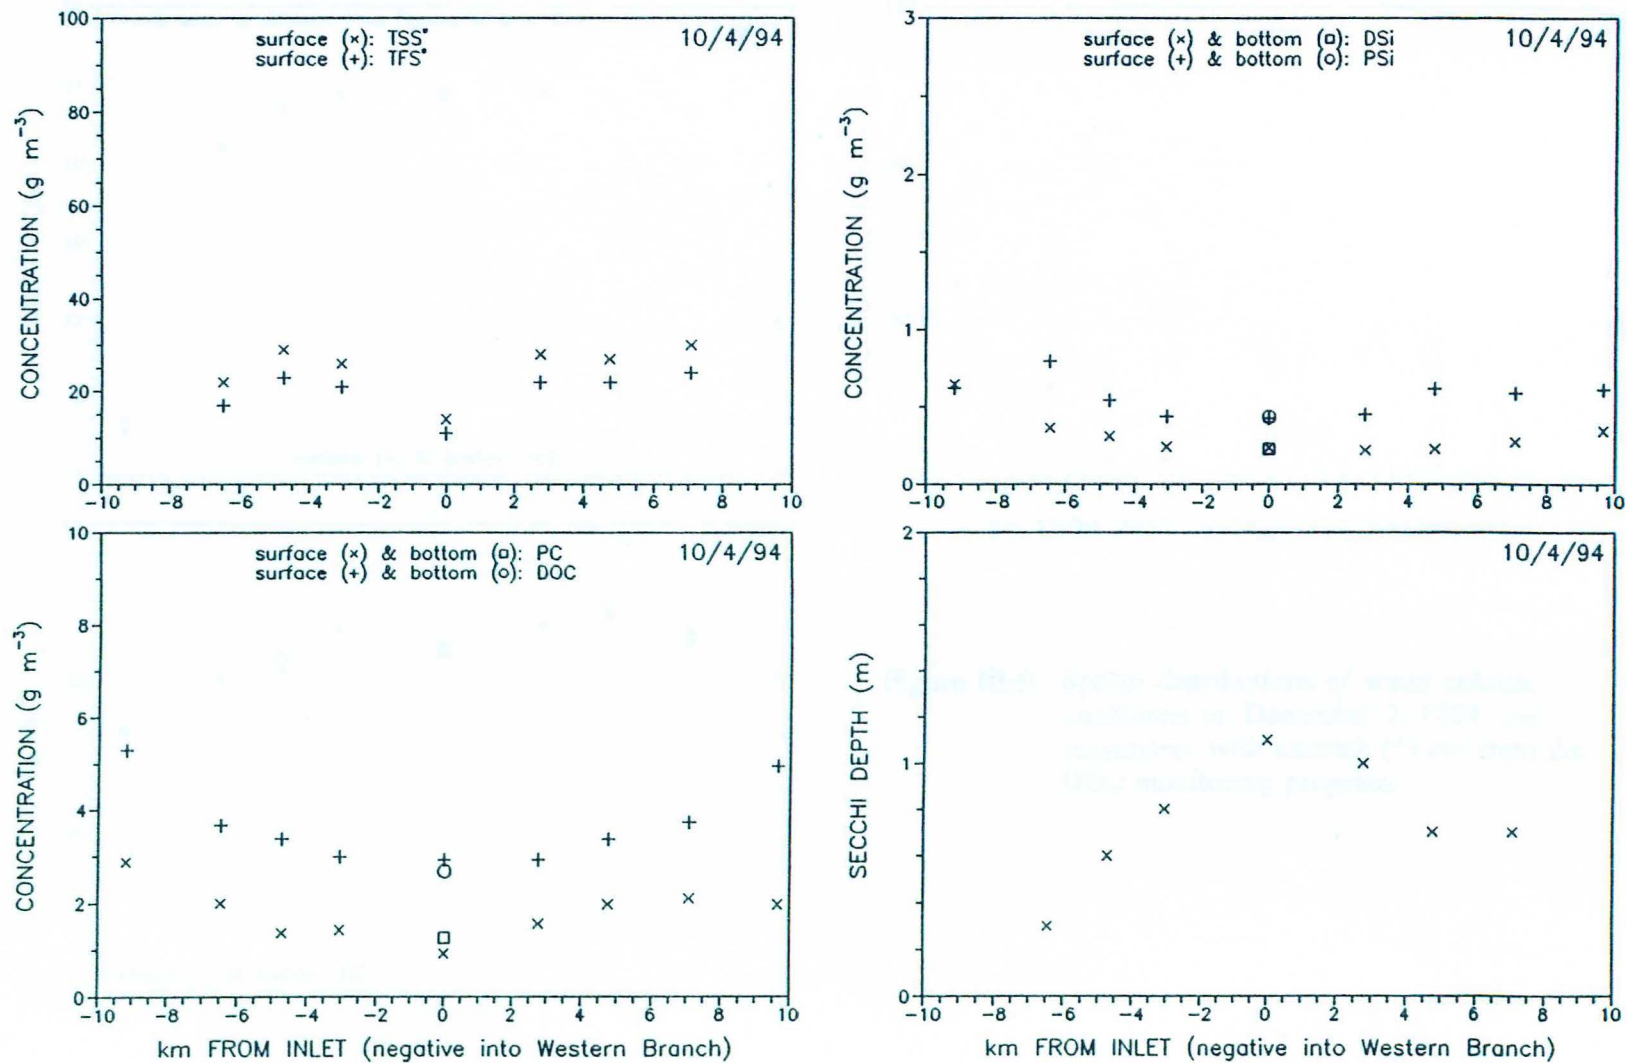 surface (×): TSS*
surface (+): TFS*
10/4/94
CONCENTRATION (g m⁻³)
100
80
60
40
20
0
-10 -8 -6 -4 -2 0 2 4 6 8 10
surface (×) & bottom (□): DSi
surface (+) & bottom (○): PSi
10/4/94
CONCENTRATION (g m⁻³)
3
2
1
0
-10 -8 -6 -4 -2 0 2 4 6 8 10
surface (×) & bottom (□): PC
surface (+) & bottom (○): DOC
10/4/94
CONCENTRATION (g m⁻³)
10
8
6
4
2
0
-10 -8 -6 -4 -2 0 2 4 6 8 10
km FROM INLET (negative into Western Branch)
10/4/94
SECCHI DEPTH (m)
2
1
0
-10 -8 -6 -4 -2 0 2 4 6 8 10
km FROM INLET (negative into Western Branch)